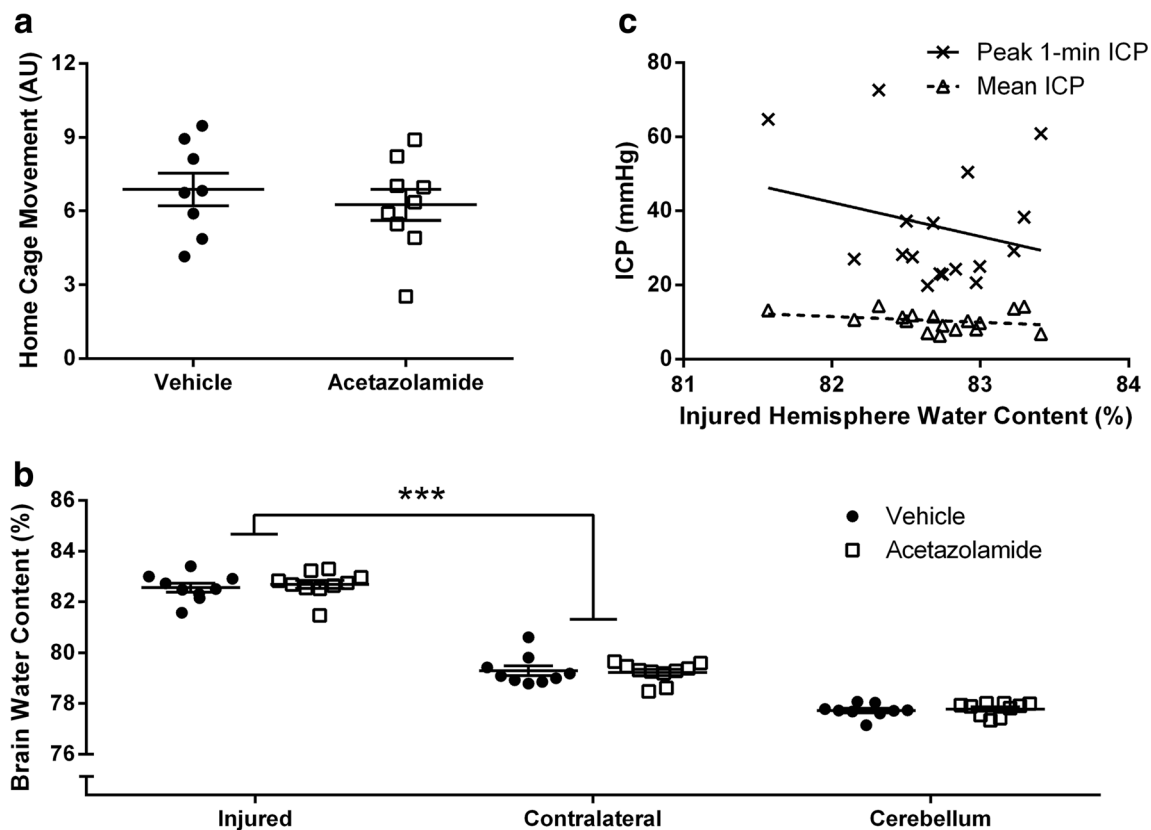 a
Home Cage Movement (AU)
12
9
6
3
0
Vehicle
Acetazolamide
c
Peak 1-min ICP
Mean ICP
ICP (mmHg)
80
60
40
20
0
81
82
83
84
Injured Hemisphere Water Content (%)
b
Brain Water Content (%)
86
84
82
80
78
76
***
Vehicle
Acetazolamide
Injured
Contralateral
Cerebellum